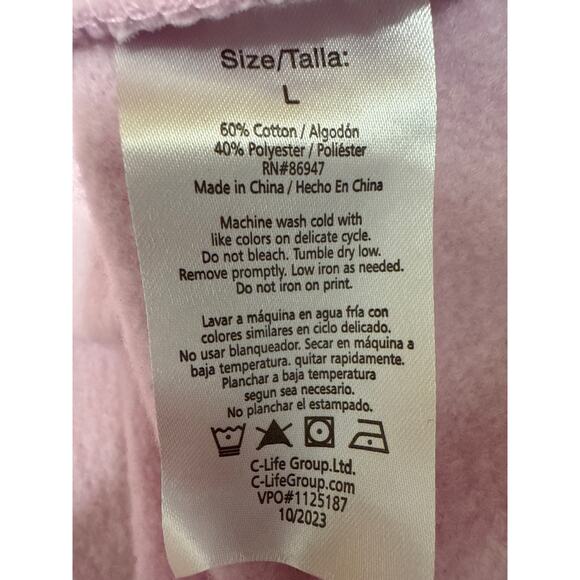 Size/Talla:
L
60% Cotton / Algodón
40% Polyester / Poliéster
RN#86947
Made in China / Hecho En China
Machine wash cold with
like colors on delicate cycle.
Do not bleach. Tumble dry low.
Remove promptly. Low iron as needed.
Do not iron on print.
Lavar a máquina en agua fría con
colores similares en ciclo delicado.
No usar blanqueador. Secar en máquina a
baja temperatura. quitar rapidamente.
Planchar a baja temperatura
segun sea necesario.
No planchar el estampado.
C-Life Group.Ltd.
C-LifeGroup.com
VPO#1125187
10/2023